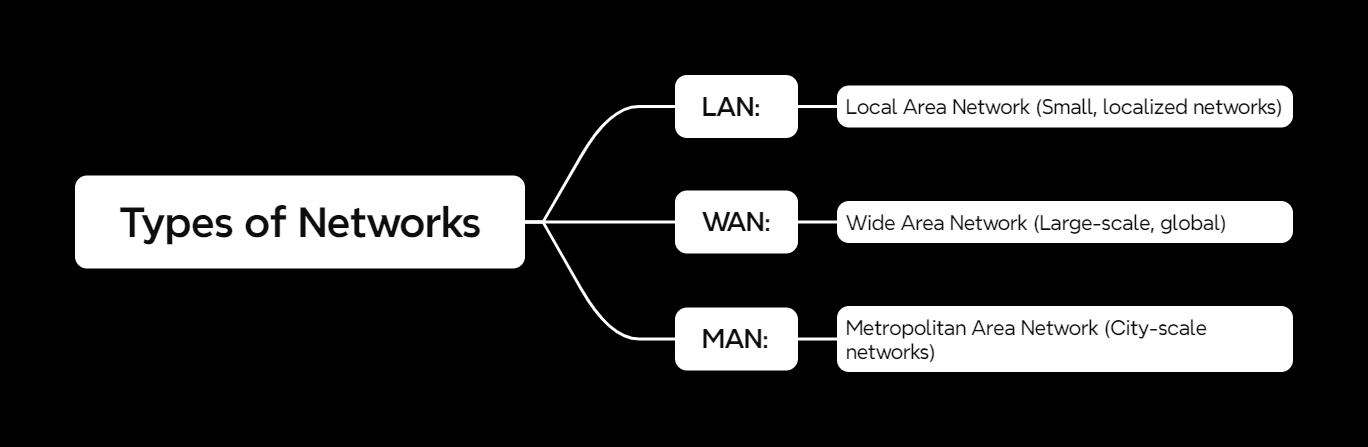 Types of Networks
LAN:
Local Area Network (Small, localized networks)
WAN:
Wide Area Network (Large-scale, global)
MAN:
Metropolitan Area Network (City-scale
networks)